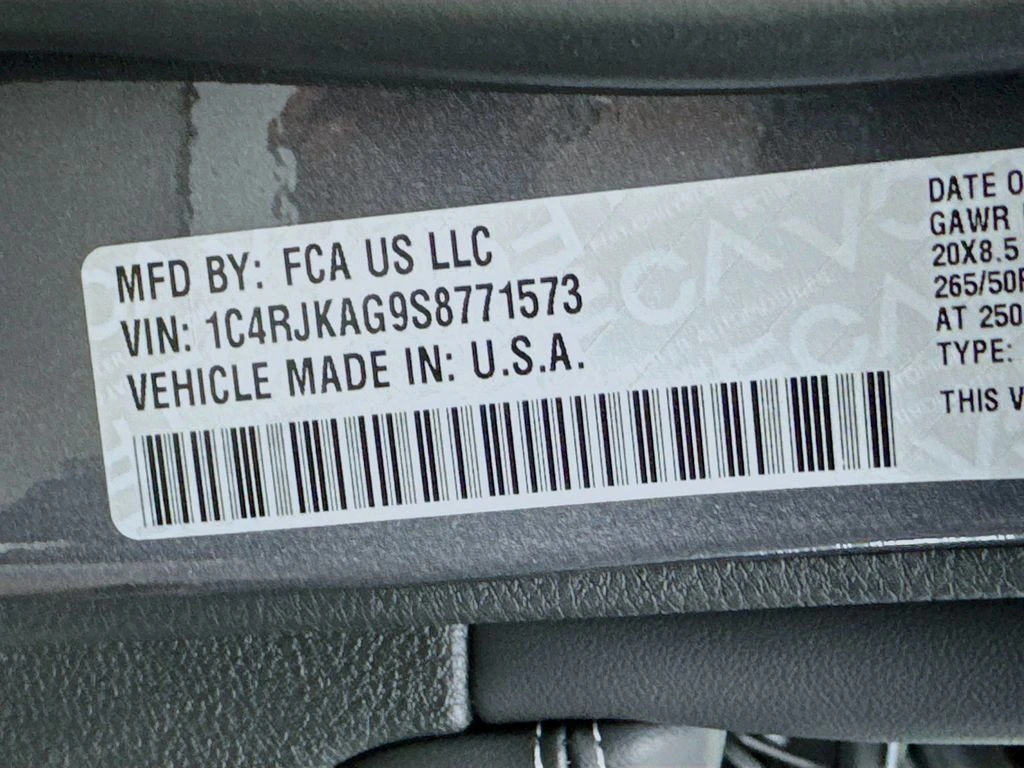 MFD BY: FCA US LLC
VIN: 1C4RJKAG9S8771573
VEHICLE MADE IN: U.S.A.
DATE O
GAWR
20X8.5
265/50R
AT 250
TYPE:
THIS V